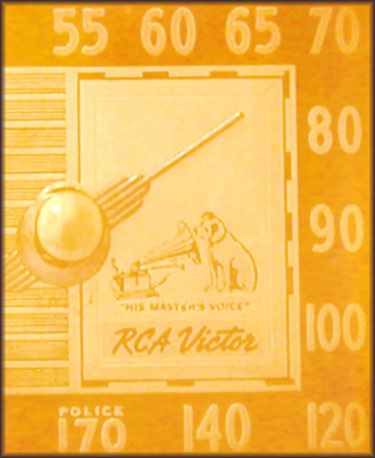 55 60 65 70
80
90
"HIS MASTER'S VOICE"
100
RCA Victor
POLICE
170 140 120